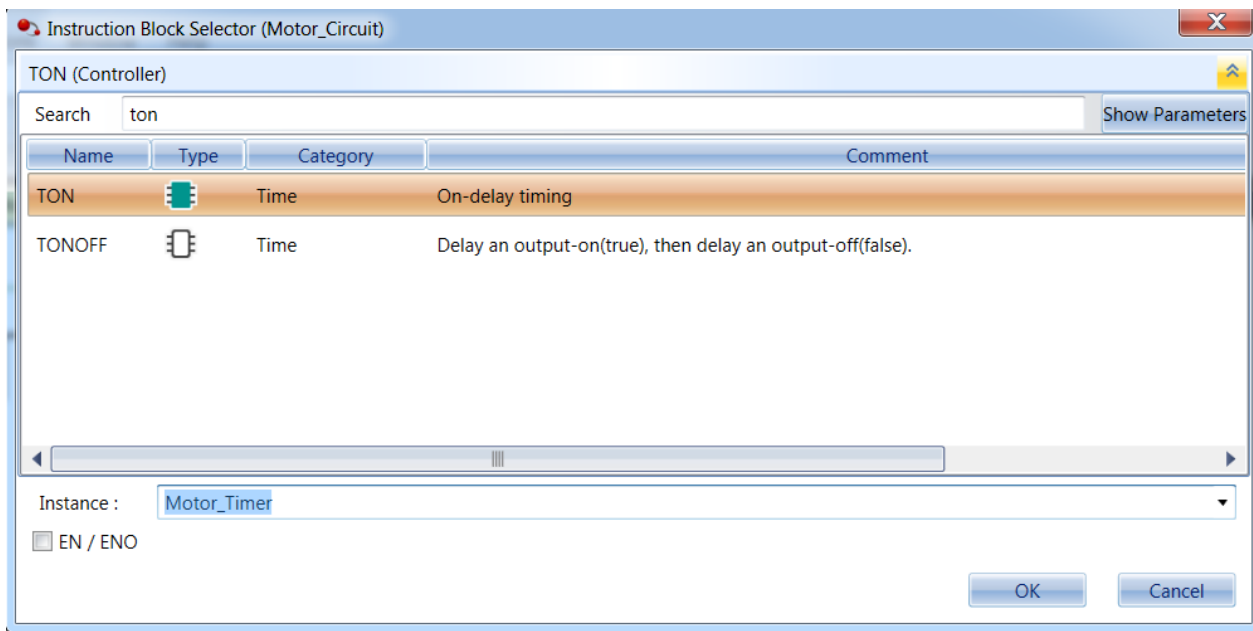 Instruction Block Selector (Motor_Circuit)
TON (Controller)
Search ton Show Parameters
Name Type Category Comment
TON Time On-delay timing
TONOFF Time Delay an output-on(true), then delay an output-off(false).
Instance : Motor_Timer
EN / ENO
OK Cancel